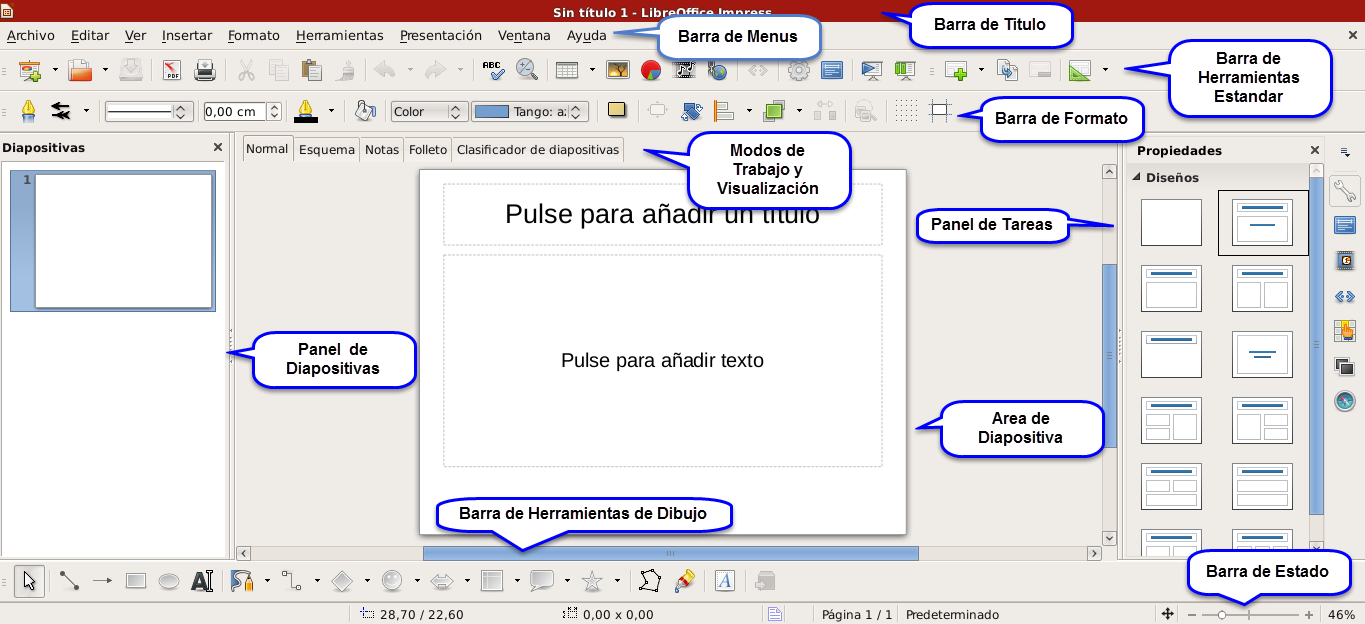 Sin título 1 - LibreOffice Impress
Barra de Titulo
Archivo Editar Ver Insertar Formato Herramientas Presentación Ventana Ayuda
Barra de Menus
Barra de
Herramientas
Estandar
PDF
ABC
0,00 cm
Color
Tango: a
Barra de Formato
Diapositivas
Normal Esquema Notas Folleto Clasificador de diapositivas
Modos de
Trabajo y
Visualización
Propiedades
Diseños
1
Pulse para añadir un título
Panel de Tareas
Panel de
Diapositivas
Pulse para añadir texto
Area de
Diapositiva
Barra de Herramientas de Dibujo
Barra de Estado
AI
A
28,70 / 22,60
0,00 x 0,00
Página 1 / 1
Predeterminado
46%